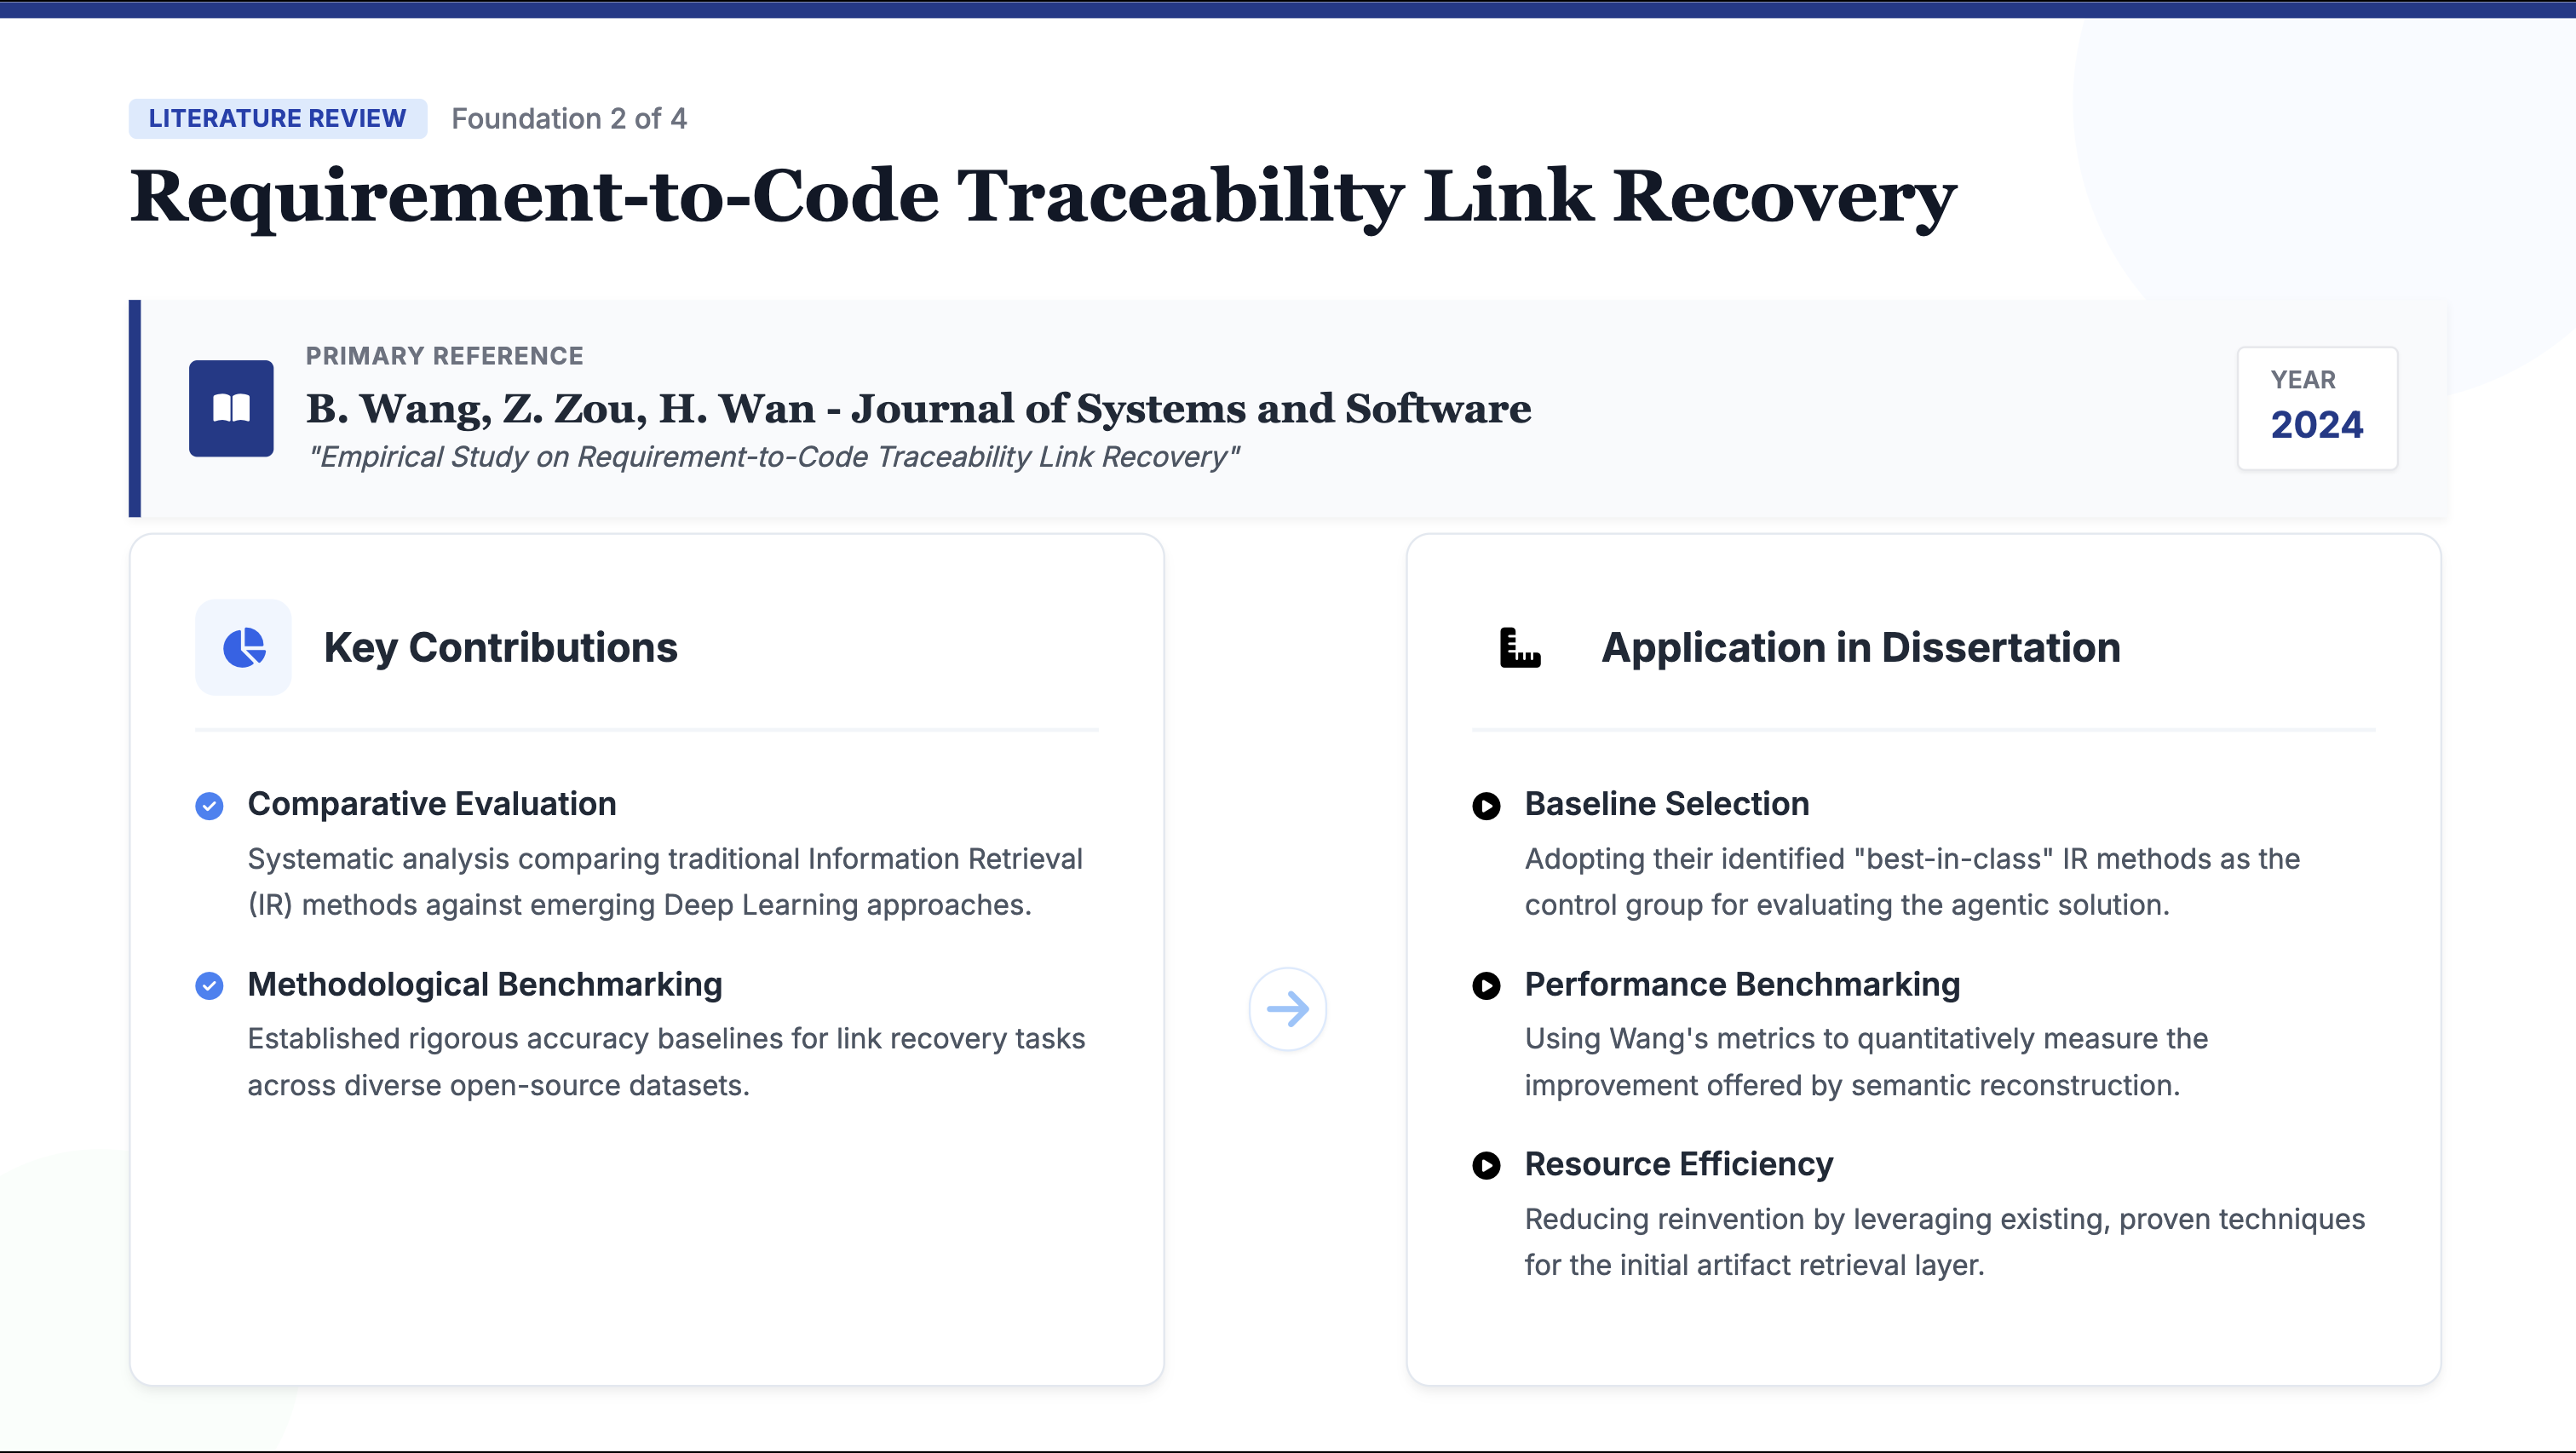 LITERATURE REVIEW
Foundation 2 of 4
Requirement-to-Code Traceability Link Recovery
PRIMARY REFERENCE
B. Wang, Z. Zou, H. Wan - Journal of Systems and Software
"Empirical Study on Requirement-to-Code Traceability Link Recovery"
YEAR
2024
Key Contributions
Comparative Evaluation
Systematic analysis comparing traditional Information Retrieval
(IR) methods against emerging Deep Learning approaches.
Methodological Benchmarking
Established rigorous accuracy baselines for link recovery tasks
across diverse open-source datasets.
Application in Dissertation
Baseline Selection
Adopting their identified "best-in-class" IR methods as the
control group for evaluating the agentic solution.
Performance Benchmarking
Using Wang's metrics to quantitatively measure the
improvement offered by semantic reconstruction.
Resource Efficiency
Reducing reinvention by leveraging existing, proven techniques
for the initial artifact retrieval layer.